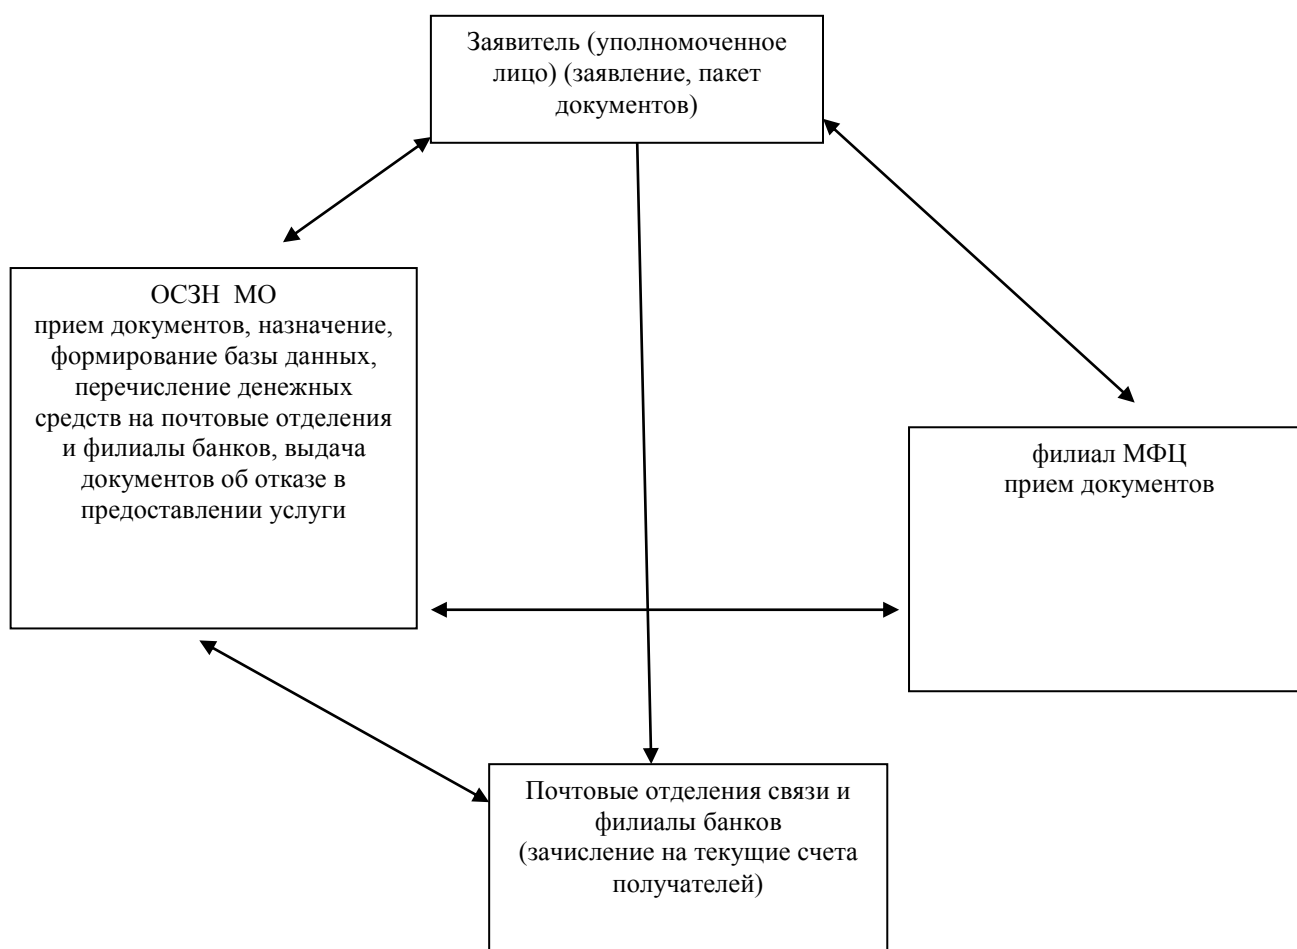 Заявитель (уполномоченное
лицо) (заявление, пакет
документов)
ОСЗН  МО
прием документов, назначение,
формирование базы данных,
перечисление денежных
средств на почтовые отделения
и филиалы банков, выдача
документов об отказе в
предоставлении услуги
филиал МФЦ
прием документов
Почтовые отделения связи и
филиалы банков
(зачисление на текущие счета
получателей)